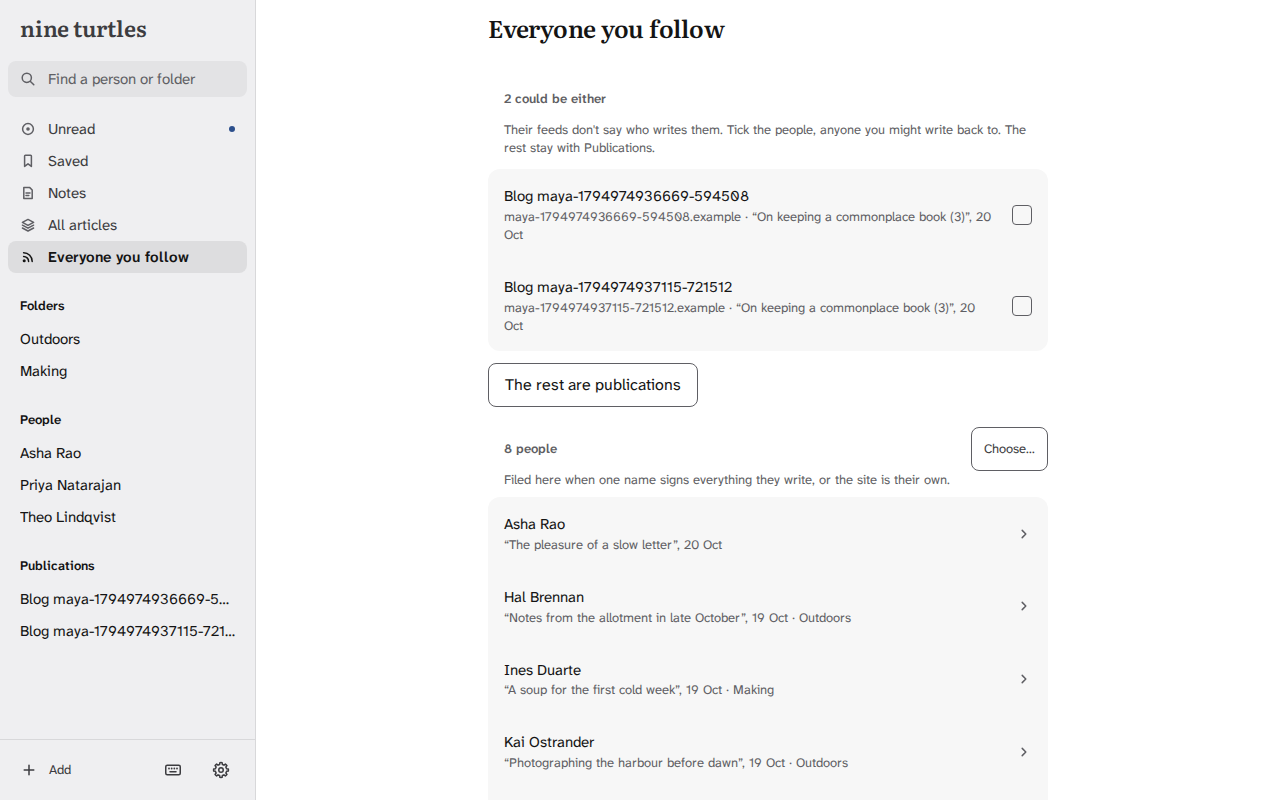 nine turtles
Find a person or folder
Unread
Saved
Notes
All articles
Everyone you follow
Folders
Outdoors
Making
People
Asha Rao
Priya Natarajan
Theo Lindqvist
Publications
Blog maya-1794974936669-5...
Blog maya-1794974937115-721...
Add
Everyone you follow
2 could be either
Their feeds don't say who writes them. Tick the people, anyone you might write back to. The
rest stay with Publications.
Blog maya-1794974936669-594508
maya-1794974936669-594508.example · “On keeping a commonplace book (3)”, 20
Oct
Blog maya-1794974937115-721512
maya-1794974937115-721512.example · “On keeping a commonplace book (3)”, 20
Oct
The rest are publications
8 people
Choose...
Filed here when one name signs everything they write, or the site is their own.
Asha Rao
“The pleasure of a slow letter”, 20 Oct
Hal Brennan
“Notes from the allotment in late October”, 19 Oct · Outdoors
Ines Duarte
“A soup for the first cold week”, 19 Oct · Making
Kai Ostrander
“Photographing the harbour before dawn”, 19 Oct · Outdoors